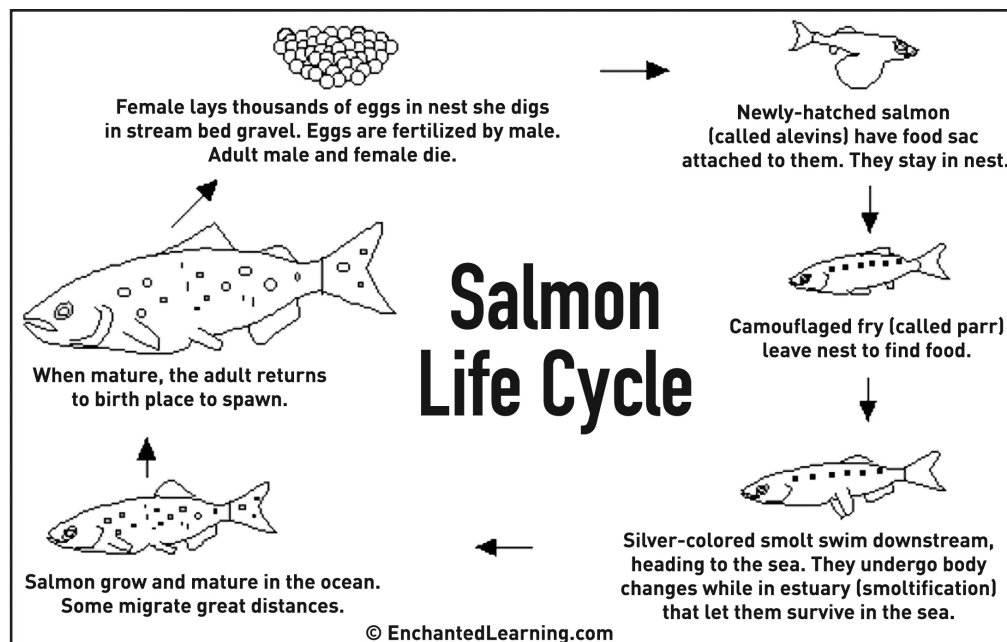 Female lays thousands of eggs in nest she digs
in stream bed gravel. Eggs are fertilized by male.
Adult male and female die.
Newly-hatched salmon
(called alevins) have food sac
attached to them. They stay in nest.
Salmon
Life Cycle
Camouflaged fry (called parr)
leave nest to find food.
When mature, the adult returns
to birth place to spawn.
Silver-colored smolt swim downstream,
heading to the sea. They undergo body
changes while in estuary (smoltification)
that let them survive in the sea.
Salmon grow and mature in the ocean.
Some migrate great distances.
© EnchantedLearning.com